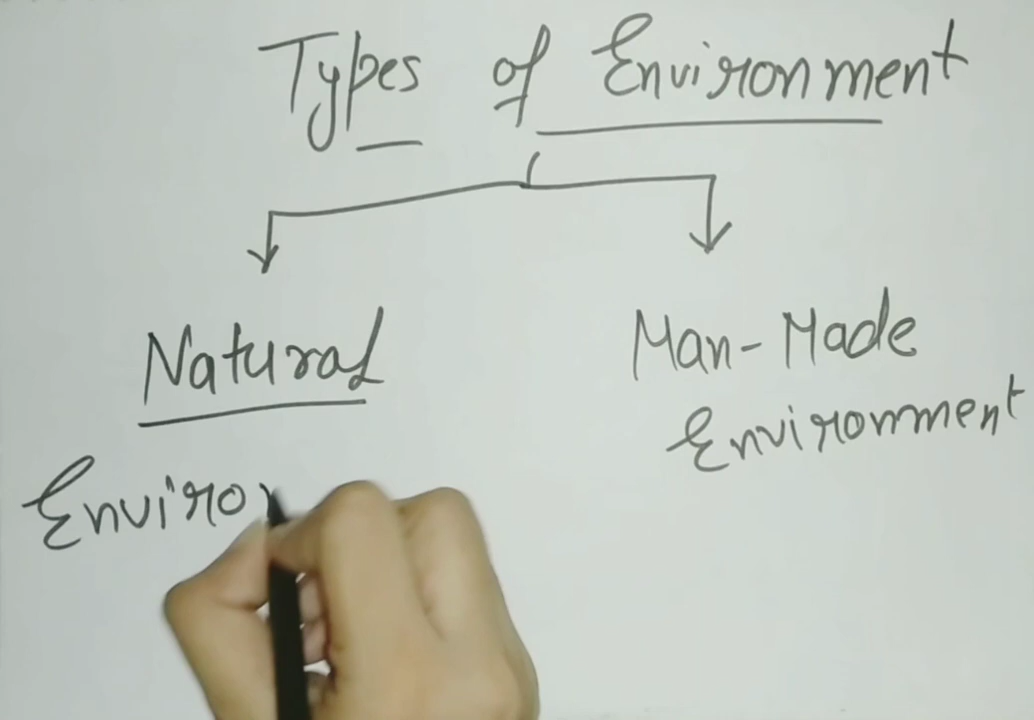 Types of Environment
Natural
Man-Made
Environment
Enviro